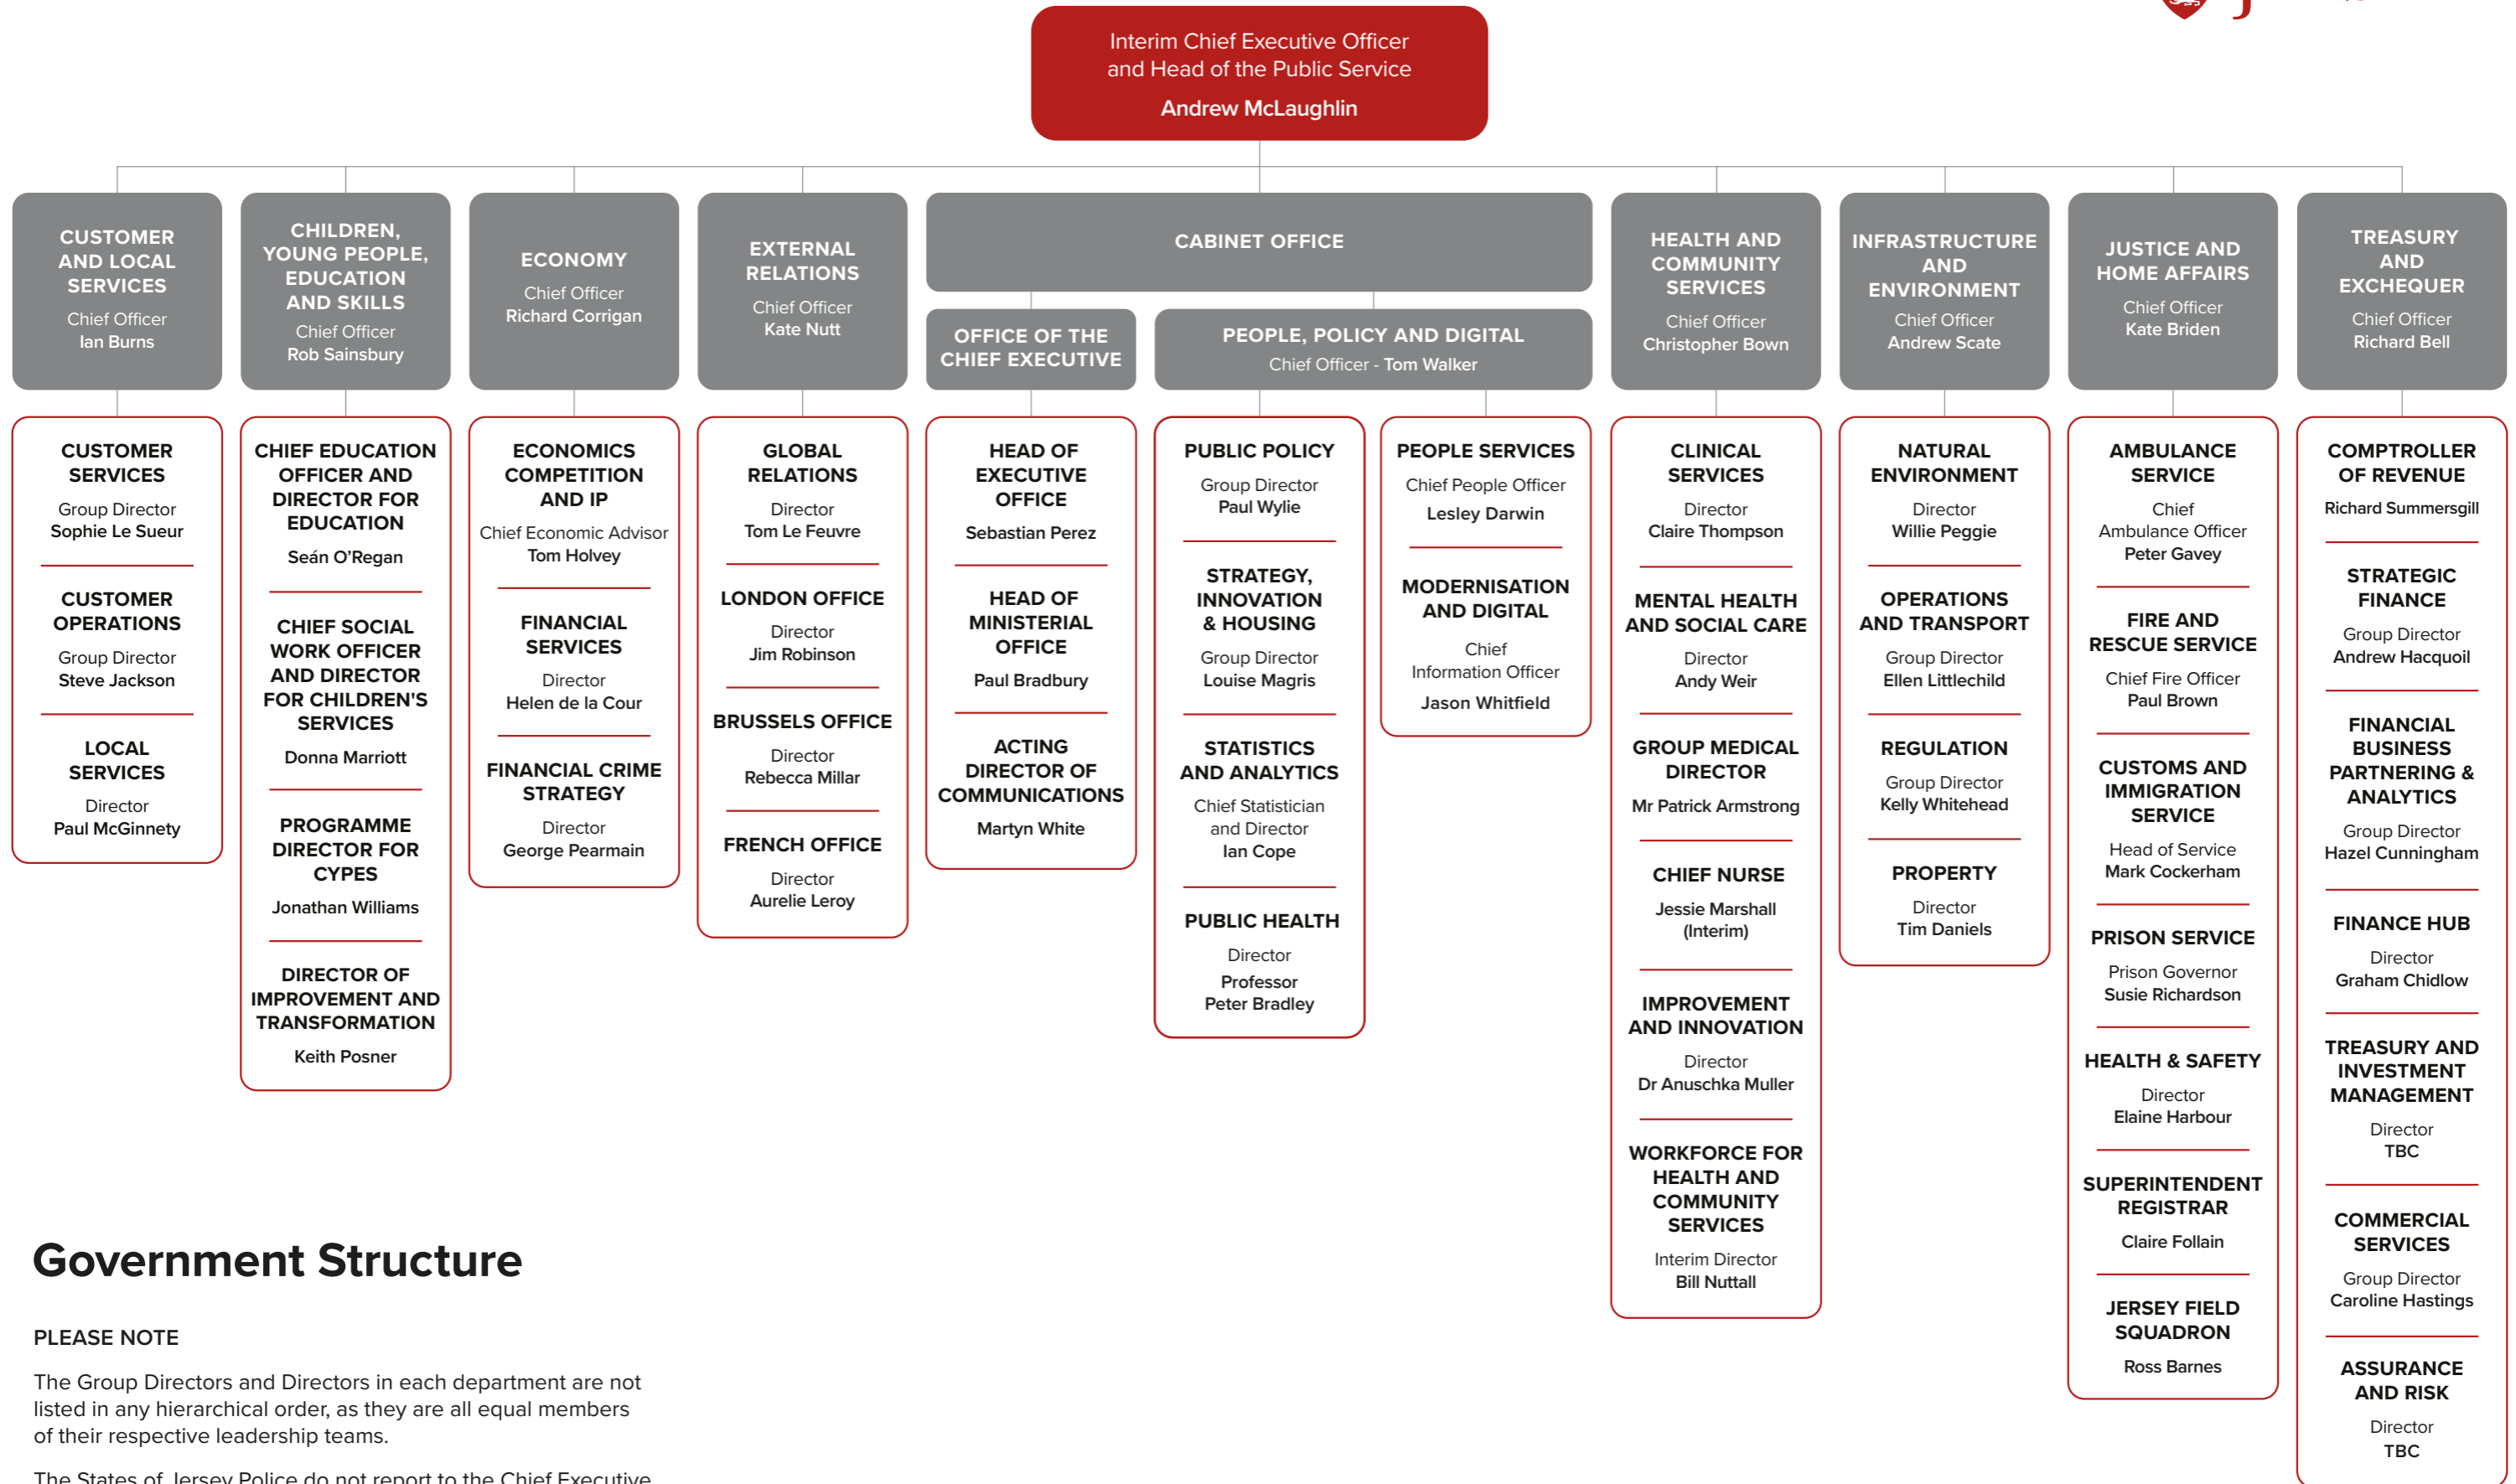 Interim Chief Executive Officer
and Head of the Public Service
Andrew McLaughlin
CUSTOMER
AND LOCAL
SERVICES
Chief Officer
Ian Burns
CHILDREN,
YOUNG PEOPLE,
EDUCATION
AND SKILLS
Chief Officer
Rob Sainsbury
ECONOMY
Chief Officer
Richard Corrigan
EXTERNAL
RELATIONS
Chief Officer
Kate Nutt
CABINET OFFICE
OFFICE OF THE
CHIEF EXECUTIVE
PEOPLE, POLICY AND DIGITAL
Chief Officer - Tom Walker
HEALTH AND
COMMUNITY
SERVICES
Chief Officer
Christopher Bown
INFRASTRUCTURE
AND
ENVIRONMENT
Chief Officer
Andrew Scate
JUSTICE AND
HOME AFFAIRS
Chief Officer
Kate Briden
TREASURY
AND
EXCHEQUER
Chief Officer
Richard Bell
CUSTOMER
SERVICES
Group Director
Sophie Le Sueur
CUSTOMER
OPERATIONS
Group Director
Steve Jackson
LOCAL
SERVICES
Director
Paul McGinnety
CHIEF EDUCATION
OFFICER AND
DIRECTOR FOR
EDUCATION
Seán O'Regan
CHIEF SOCIAL
WORK OFFICER
AND DIRECTOR
FOR CHILDREN'S
SERVICES
Donna Marriott
PROGRAMME
DIRECTOR FOR
CYPES
Jonathan Williams
DIRECTOR OF
IMPROVEMENT AND
TRANSFORMATION
Keith Posner
ECONOMICS
COMPETITION
AND IP
Chief Economic Advisor
Tom Holvey
FINANCIAL
SERVICES
Director
Helen de la Cour
FINANCIAL CRIME
STRATEGY
Director
George Pearmain
GLOBAL
RELATIONS
Director
Tom Le Feuvre
LONDON OFFICE
Director
Jim Robinson
BRUSSELS OFFICE
Director
Rebecca Millar
FRENCH OFFICE
Director
Aurelie Leroy
HEAD OF
EXECUTIVE
OFFICE
Sebastian Perez
HEAD OF
MINISTERIAL
OFFICE
Paul Bradbury
ACTING
DIRECTOR OF
COMMUNICATIONS
Martyn White
PUBLIC POLICY
Group Director
Paul Wylie
STRATEGY,
INNOVATION
& HOUSING
Group Director
Louise Magris
STATISTICS
AND ANALYTICS
Chief Statistician
and Director
Ian Cope
PUBLIC HEALTH
Director
Professor
Peter Bradley
PEOPLE SERVICES
Chief People Officer
Lesley Darwin
MODERNISATION
AND DIGITAL
Chief
Information Officer
Jason Whitfield
CLINICAL
SERVICES
Director
Claire Thompson
MENTAL HEALTH
AND SOCIAL CARE
Director
Andy Weir
GROUP MEDICAL
DIRECTOR
Mr Patrick Armstrong
CHIEF NURSE
Jessie Marshall
(Interim)
IMPROVEMENT
AND INNOVATION
Director
Dr Anuschka Muller
WORKFORCE FOR
HEALTH AND
COMMUNITY
SERVICES
Interim Director
Bill Nuttall
NATURAL
ENVIRONMENT
Director
Willie Peggie
OPERATIONS
AND TRANSPORT
Group Director
Ellen Littlechild
REGULATION
Group Director
Kelly Whitehead
PROPERTY
Director
Tim Daniels
AMBULANCE
SERVICE
Chief
Ambulance Officer
Peter Gavey
FIRE AND
RESCUE SERVICE
Chief Fire Officer
Paul Brown
CUSTOMS AND
IMMIGRATION
SERVICE
Head of Service
Mark Cockerham
PRISON SERVICE
Prison Governor
Susie Richardson
HEALTH & SAFETY
Director
Elaine Harbour
SUPERINTENDENT
REGISTRAR
Claire Follain
JERSEY FIELD
SQUADRON
Ross Barnes
COMPTROLLER
OF REVENUE
Richard Summersgill
STRATEGIC
FINANCE
Group Director
Andrew Hacquoil
FINANCIAL
BUSINESS
PARTNERING &
ANALYTICS
Group Director
Hazel Cunningham
FINANCE HUB
Director
Graham Chidlow
TREASURY AND
INVESTMENT
MANAGEMENT
Director
TBC
COMMERCIAL
SERVICES
Group Director
Caroline Hastings
ASSURANCE
AND RISK
Director
TBC
Government Structure
PLEASE NOTE
The Group Directors and Directors in each department are not
listed in any hierarchical order, as they are all equal members
of their respective leadership teams.
The States of Jersey Police do not report to the Chief Executive